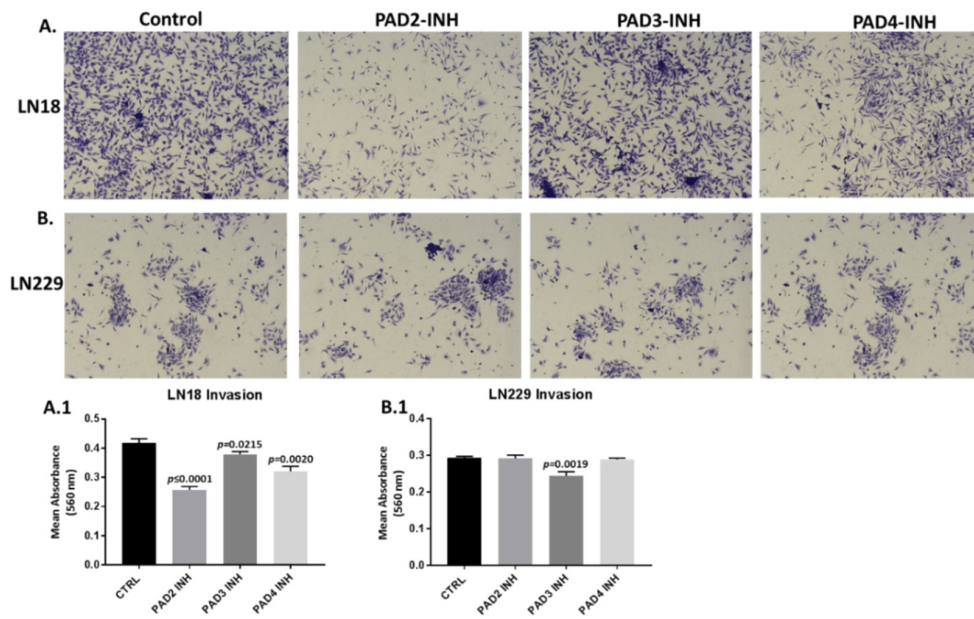 A.
Control
PAD2-INH
PAD3-INH
PAD4-INH
LN18
B.
LN229
A.1
LN18 Invasion
Mean Absorbance
(560 nm)
0.5
0.4
0.3
0.2
0.1
0.0
p≤0.0001
p=0.0215
p=0.0020
CTRL
PAD2 INH
PAD3 INH
PAD4 INH
B.1
LN229 Invasion
Mean Absorbance
(560 nm)
0.4
0.3
0.2
0.1
0.0
p=0.0019
CTRL
PAD2 INH
PAD3 INH
PAD4 INH